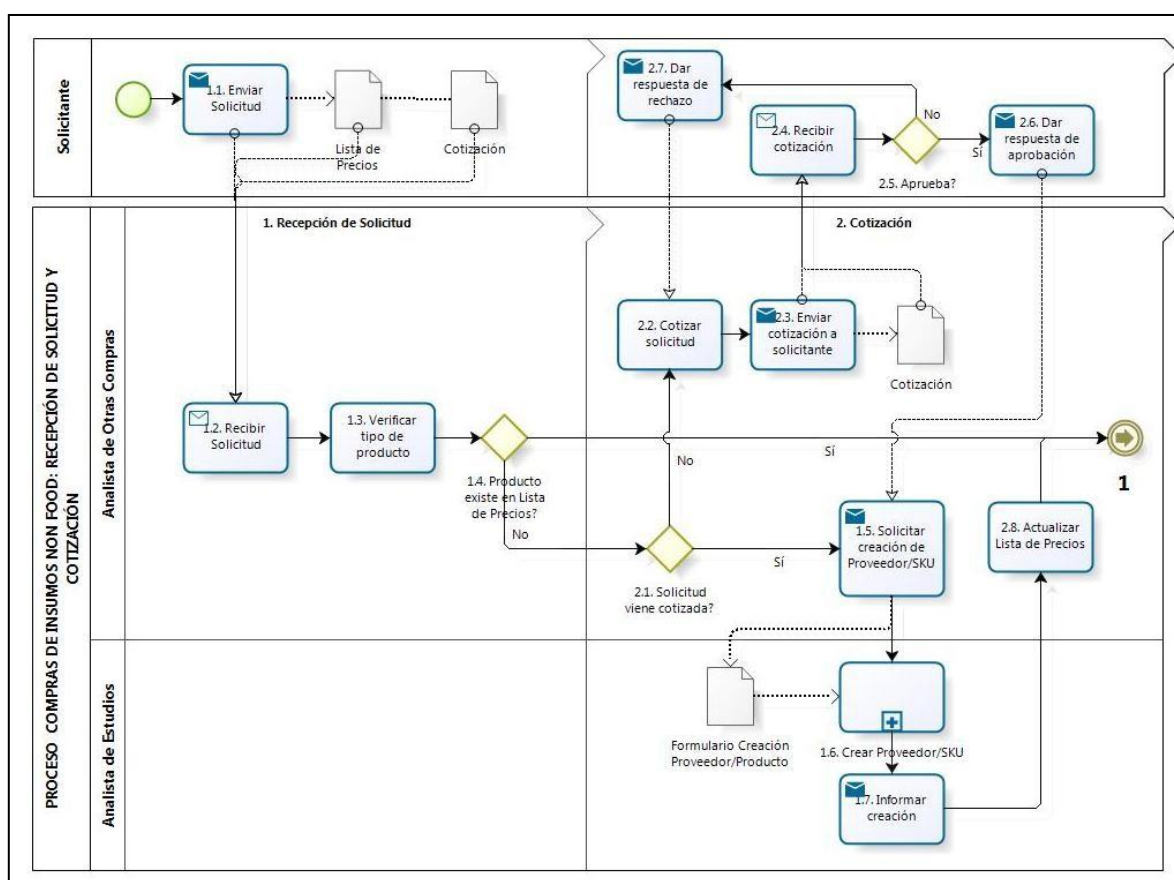 Solicitante
1.1. Enviar
Solicitud
Lista de
Precios
Cotización
2.7. Dar
respuesta de
rechazo
2.4. Recibir
cotización
No
Sí
2.5. Aprueba?
2.6. Dar
respuesta de
aprobación
PROCESO COMPRAS DE INSUMOS NON FOOD: RECEPCIÓN DE SOLICITUD Y
COTIZACIÓN
Analista de Otras Compras
1. Recepción de Solicitud
2. Cotización
2.2. Cotizar
solicitud
2.3. Enviar
cotización a
solicitante
Cotización
1.2. Recibir
Solicitud
1.3. Verificar
tipo de
producto
1.4. Producto
existe en Lista
de Precios?
Sí
No
No
1
2.1. Solicitud
viene cotizada?
Sí
1.5. Solicitar
creación de
Proveedor/SKU
2.8. Actualizar
Lista de Precios
Analista de Estudios
Formulario Creación
Proveedor/Producto
1.6. Crear Proveedor/SKU
1.7. Informar
creación